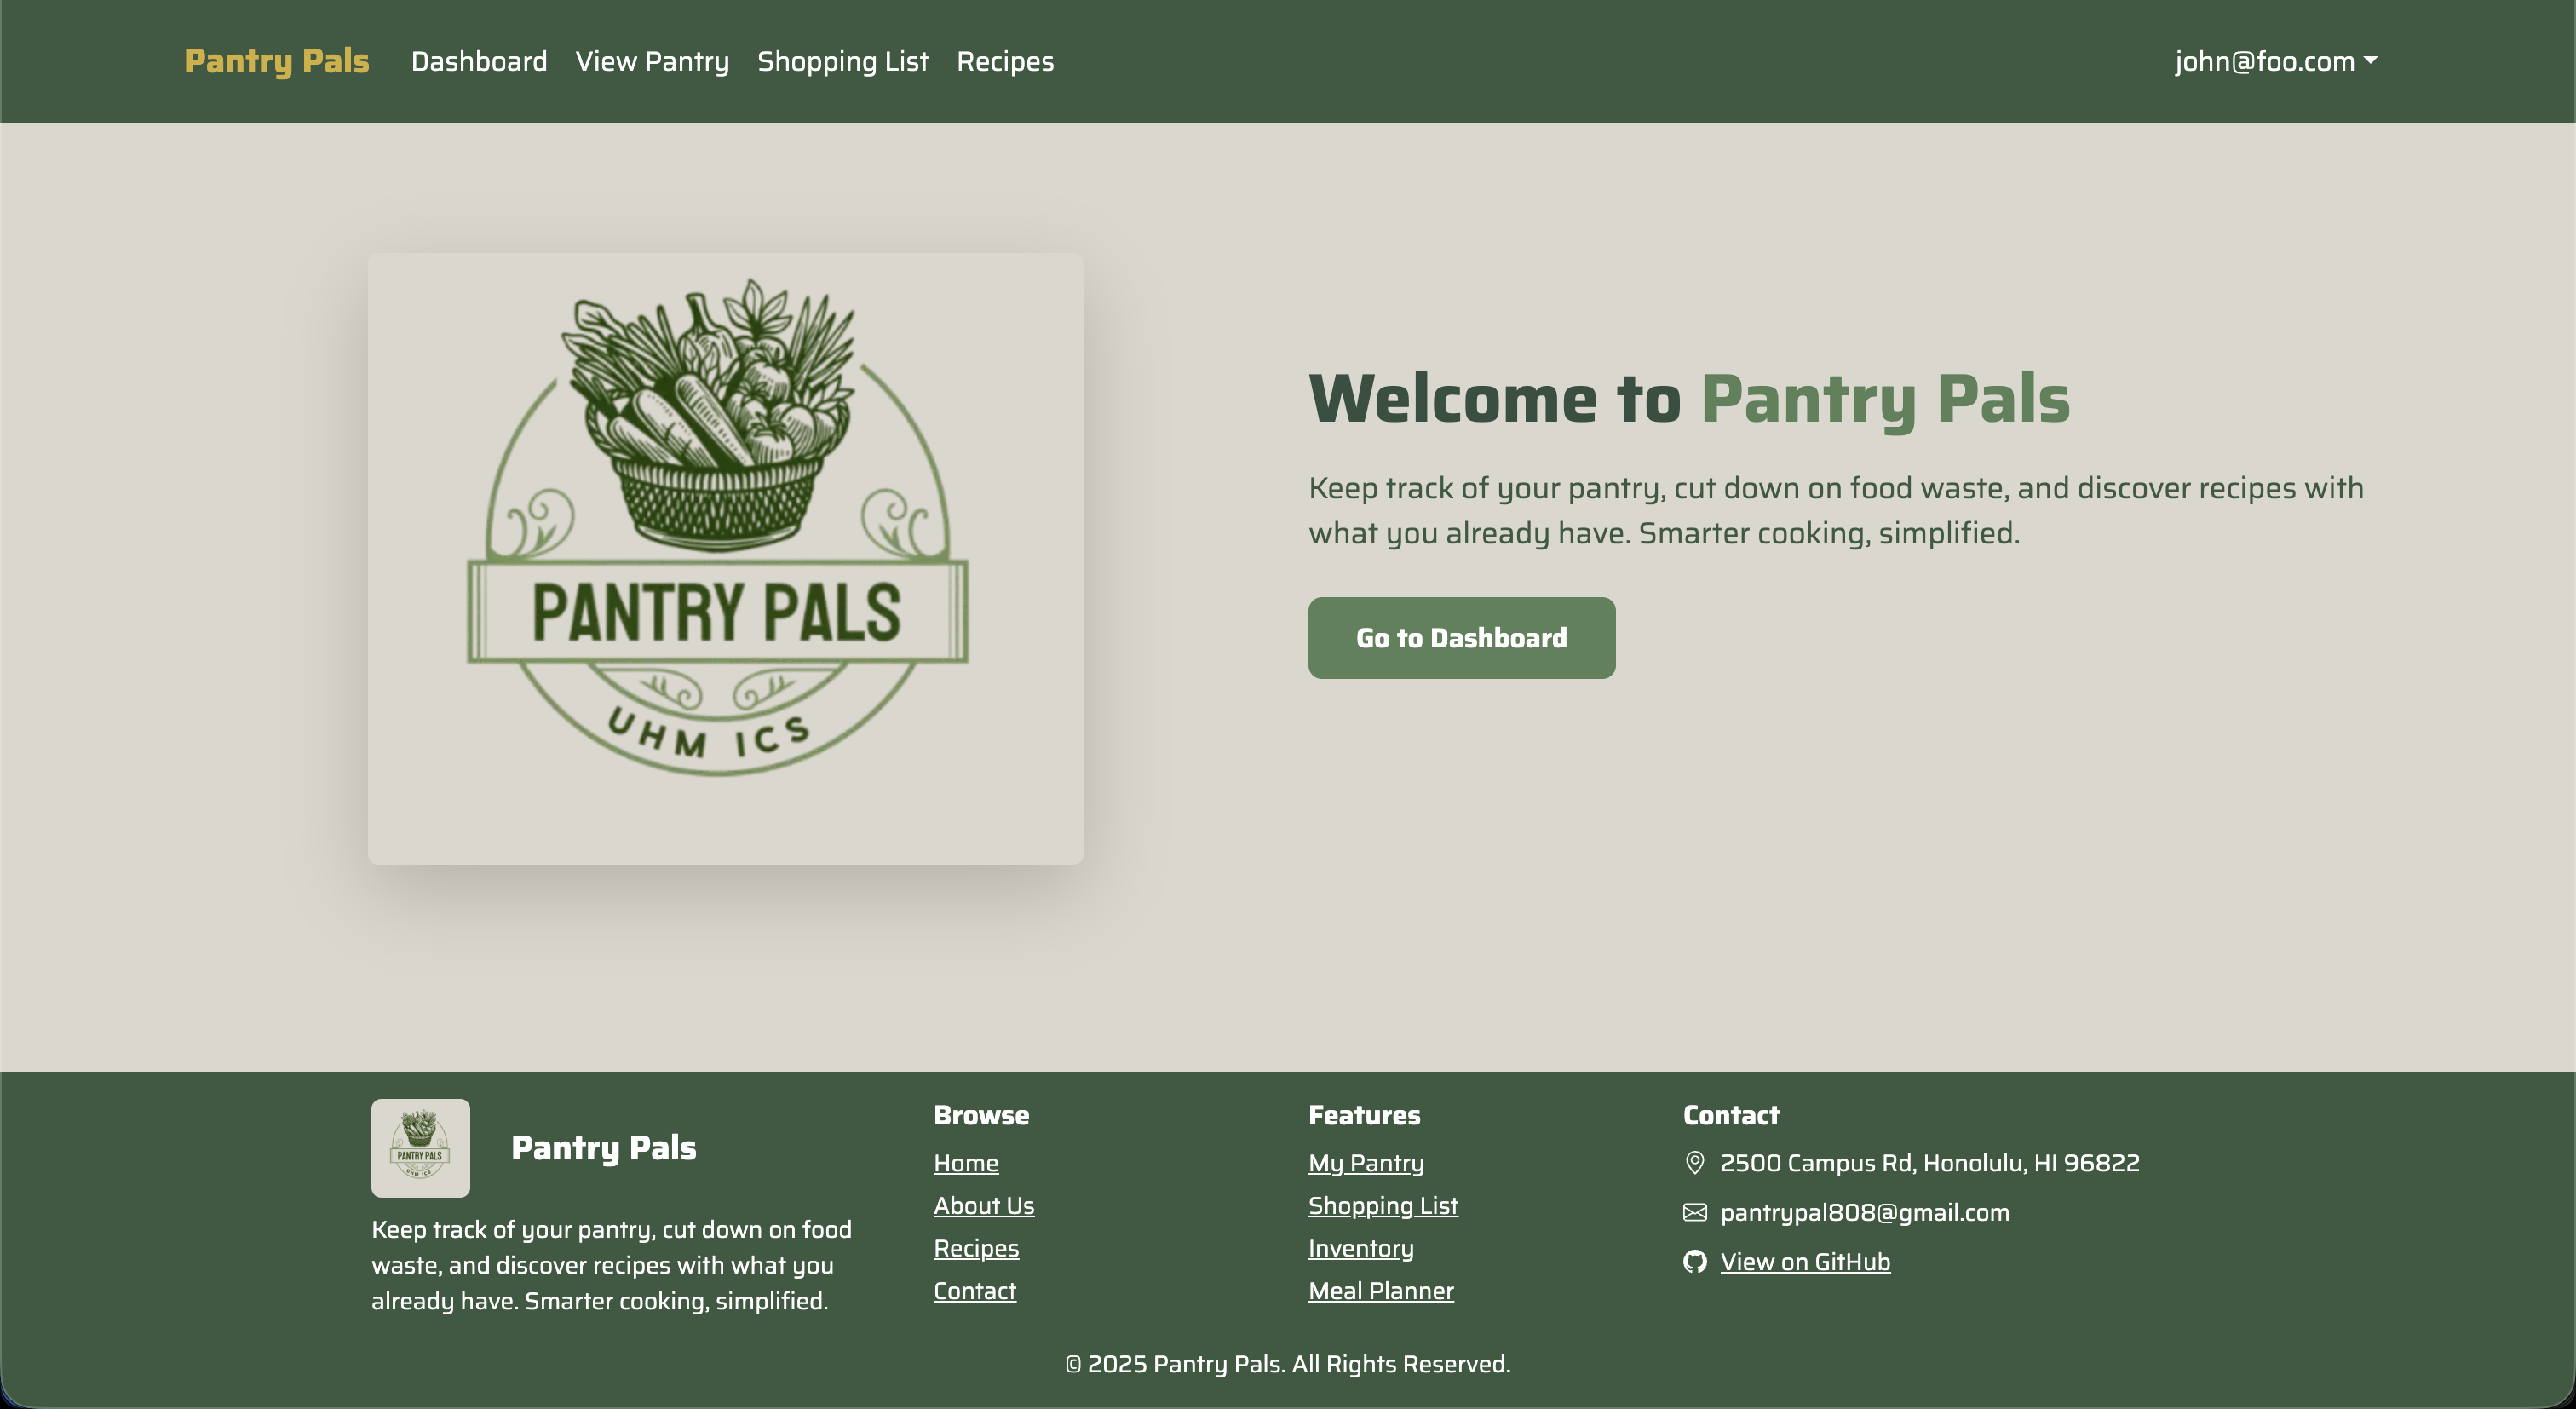 Pantry Pals
Dashboard
View Pantry
Shopping List
Recipes
john@foo.com
PANTRY PALS
UHM ICS
Welcome to Pantry Pals
Keep track of your pantry, cut down on food waste, and discover recipes with
what you already have. Smarter cooking, simplified.
Go to Dashboard
PANTRY PALS
UHM ICS
Pantry Pals
Keep track of your pantry, cut down on food
waste, and discover recipes with what you
already have. Smarter cooking, simplified.
Browse
Home
About Us
Recipes
Contact
Features
My Pantry
Shopping List
Inventory
Meal Planner
Contact
2500 Campus Rd, Honolulu, HI 96822
pantrypal808@gmail.com
View on GitHub
© 2025 Pantry Pals. All Rights Reserved.